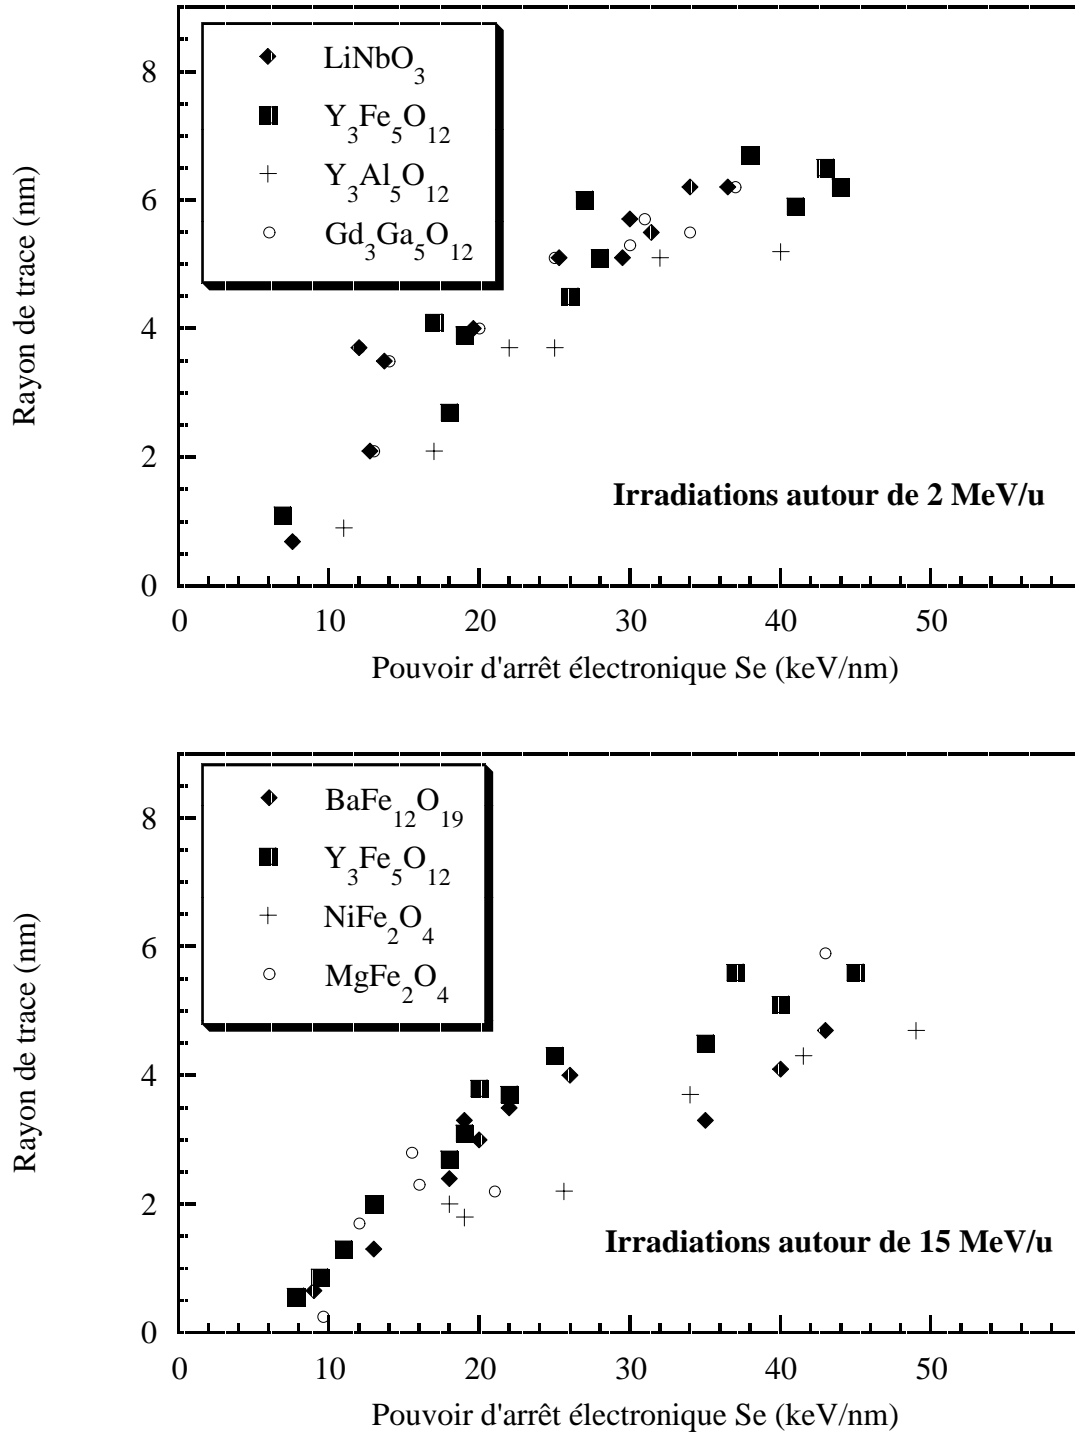 8
6
4
2
0
Rayon de trace (nm)
LiNbO3
Y3Fe5O12
Y3Al5O12
Gd3Ga5O12
Irradiations autour de 2 MeV/u
0 10 20 30 40 50
Pouvoir d'arrêt électronique Se (keV/nm)
8
6
4
2
0
Rayon de trace (nm)
BaFe12O19
Y3Fe5O12
NiFe2O4
MgFe2O4
Irradiations autour de 15 MeV/u
0 10 20 30 40 50
Pouvoir d'arrêt électronique Se (keV/nm)